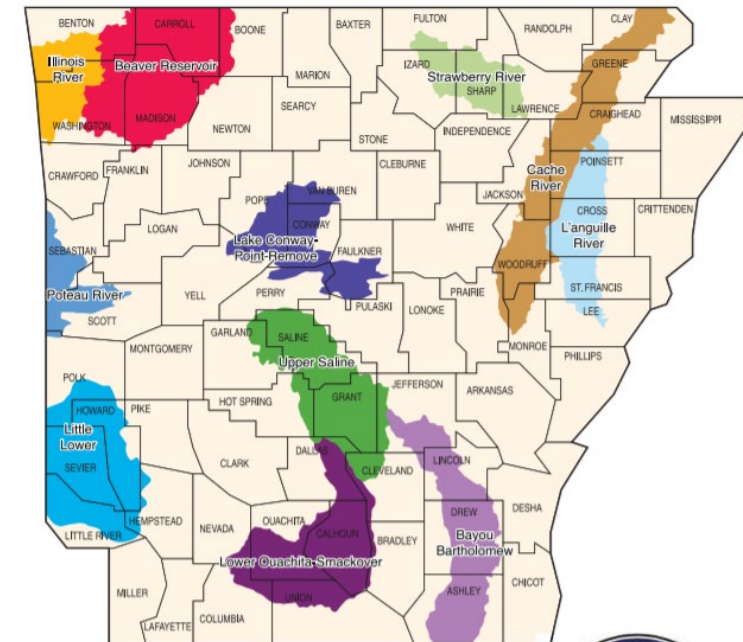 BENTON
CARROLL
BOONE
BAXTER
FULTON
RANDOLPH
CLAY
Illinois
River
Beaver Reservoir
MARION
IZARD
Strawberry River
SHARP
GREENE
SEARCY
LAWRENCE
WASHINGTON
MADISON
NEWTON
STONE
INDEPENDENCE
CRAIGHEAD
MISSISSIPPI
CRAWFORD
FRANKLIN
JOHNSON
CLEBURNE
Cache
River
POINSETT
POPE
VAN BUREN
JACKSON
LOGAN
CONWAY
WHITE
CROSS
CRITTENDEN
SEBASTIAN
Lake Conway-
Point-Remove
FAULKNER
L'anguille
River
WOODRUFF
Poteau River
YELL
PERRY
PRAIRIE
ST. FRANCIS
SCOTT
PULASKI
LONOKE
LEE
GARLAND
SALINE
MONTGOMERY
Upper Saline
MONROE
PHILLIPS
POLK
JEFFERSON
ARKANSAS
HOWARD
PIKE
HOT SPRING
GRANT
Little
Lower
SEVIER
CLARK
DALLAS
CLEVELAND
LINCOLN
HEMPSTEAD
NEVADA
OUACHITA
CALHOUN
DREW
DESHA
LITTLE RIVER
BRADLEY
Bayou
Bartholomew
Lower Ouachita-Smackover
MILLER
UNION
ASHLEY
CHICOT
LAFAYETTE
COLUMBIA